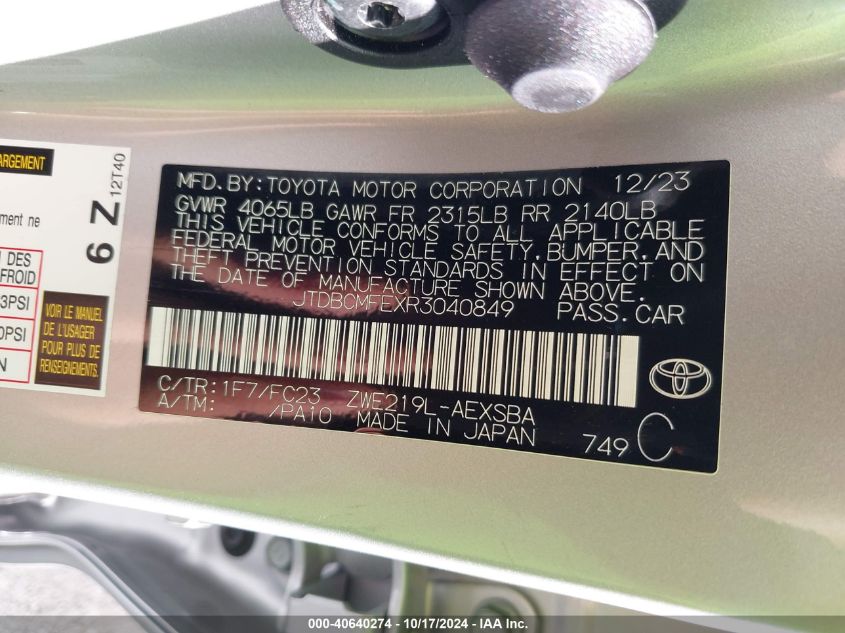 ARGEMENT
ment ne
N DES
FROID
3PSI
0PSI
N
VOIR LE MANUEL
DE L'USAGER
POUR PLUS DE
RENSEIGNEMENTS.
6 Z 12T40
MFD. BY: TOYOTA MOTOR CORPORATION 12/23
GVWR 4065LB GAWR FR 2315LB RR 2140LB
THIS VEHICLE CONFORMS TO ALL APPLICABLE
FEDERAL MOTOR VEHICLE SAFETY, BUMPER, AND
THEFT PREVENTION STANDARDS IN EFFECT ON
THE DATE OF MANUFACTURE SHOWN ABOVE.
JTDBCMFEXR3040849 PASS. CAR
C/TR: 1F7/FC23 ZWE219L-AEXSBA
A/TM: /PA10 MADE IN JAPAN 749 C
000-40640274 - 10/17/2024 - IAA Inc.